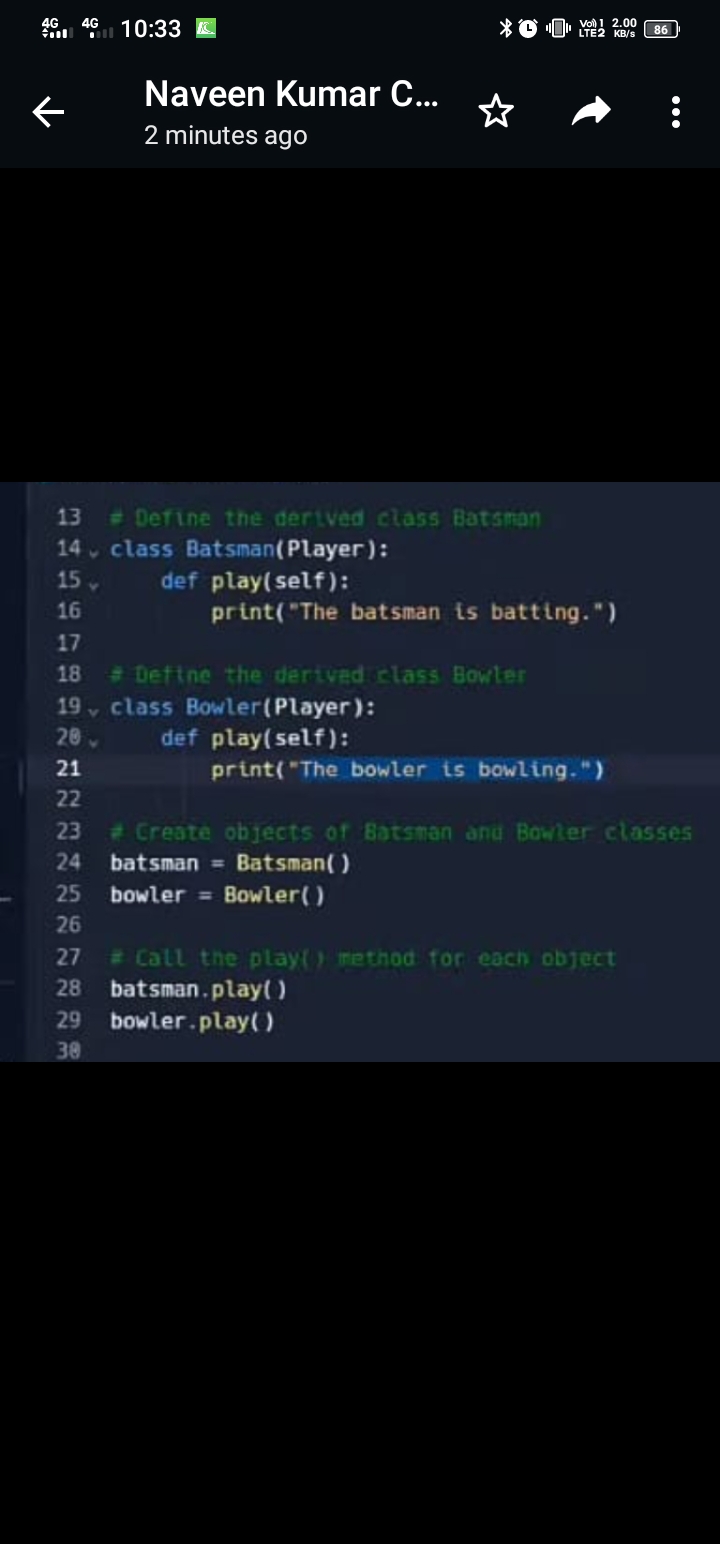 4G 4G 10:33 Vo)) 1 LTE2 2.00 KB/s 86
Naveen Kumar C...
2 minutes ago
13 # Define the derived class Batsman
14 class Batsman(Player):
15 def play(self):
16 print("The batsman is batting.")
17
18 # Define the derived class Bowler
19 class Bowler(Player):
20 def play(self):
21 print("The bowler is bowling.")
22
23 # Create objects of Batsman and Bowler classes
24 batsman = Batsman()
25 bowler = Bowler()
26
27 # Call the play() method for each object
28 batsman.play()
29 bowler.play()
30